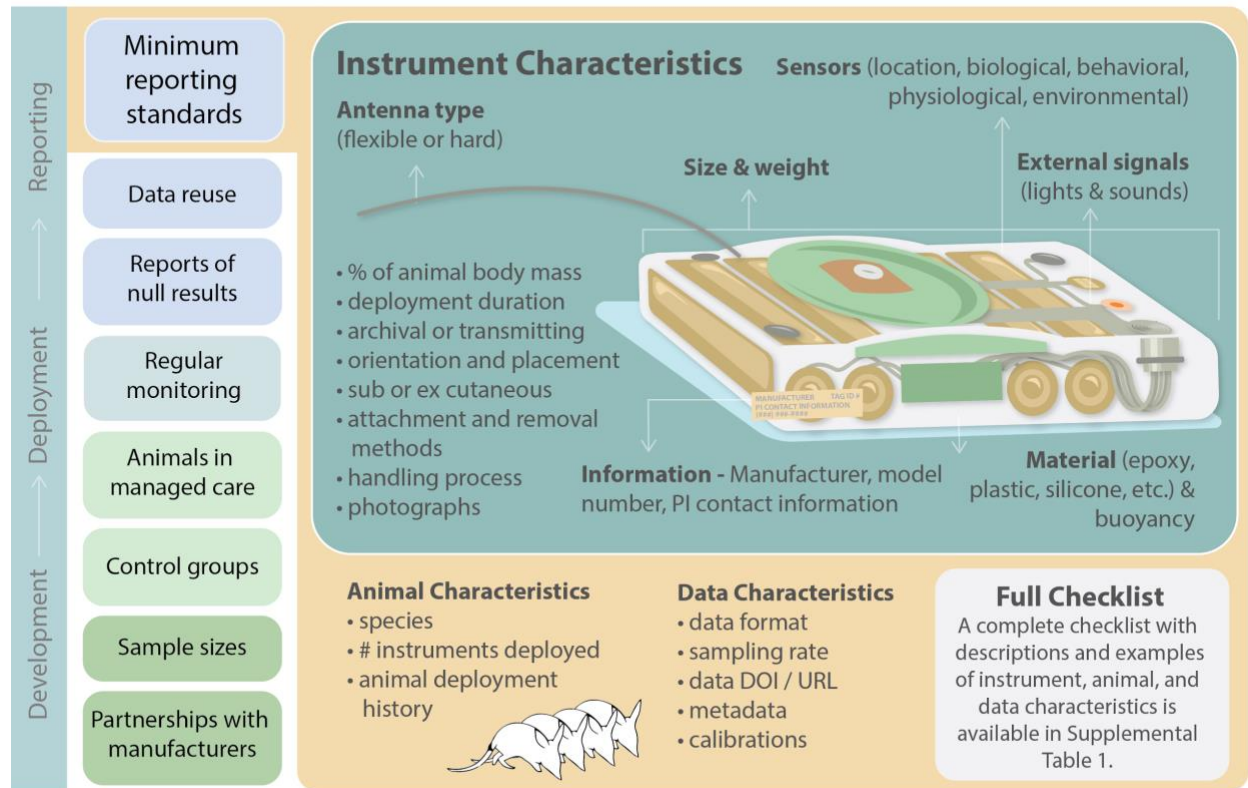 Reporting
Deployment
Development
Minimum
reporting
standards
Data reuse
Reports of
null results
Regular
monitoring
Animals in
managed care
Control groups
Sample sizes
Partnerships with
manufacturers
Instrument Characteristics
Antenna type
(flexible or hard)
Size & weight
Sensors (location, biological, behavioral,
physiological, environmental)
External signals
(lights & sounds)
• % of animal body mass
• deployment duration
• archival or transmitting
• orientation and placement
• sub or ex cutaneous
• attachment and removal
methods
• handling process
• photographs
MANUFACTURER TAG ID #
PI CONTACT INFORMATION
Information - Manufacturer, model
number, PI contact information
Material (epoxy,
plastic, silicone, etc.) &
buoyancy
Animal Characteristics
• species
• # instruments deployed
• animal deployment
history
Data Characteristics
• data format
• sampling rate
• data DOI / URL
• metadata
• calibrations
Full Checklist
A complete checklist with
descriptions and examples
of instrument, animal, and
data characteristics is
available in Supplemental
Table 1.